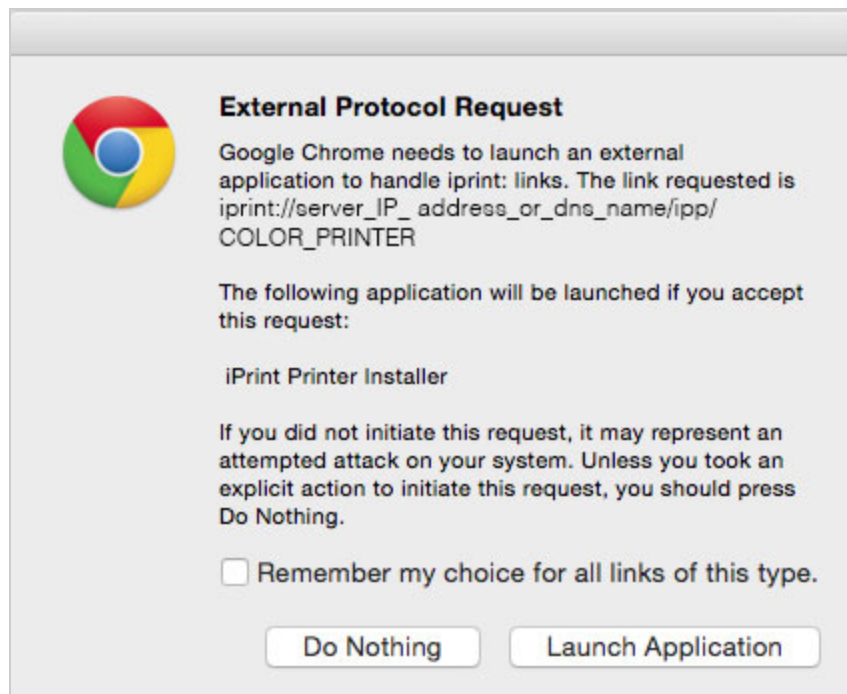 External Protocol Request
Google Chrome needs to launch an external
application to handle iprint: links. The link requested is
iprint://server_IP_ address_or_dns_name/ipp/
COLOR_PRINTER
The following application will be launched if you accept
this request:
iPrint Printer Installer
If you did not initiate this request, it may represent an
attempted attack on your system. Unless you took an
explicit action to initiate this request, you should press
Do Nothing.
Remember my choice for all links of this type.
Do Nothing Launch Application